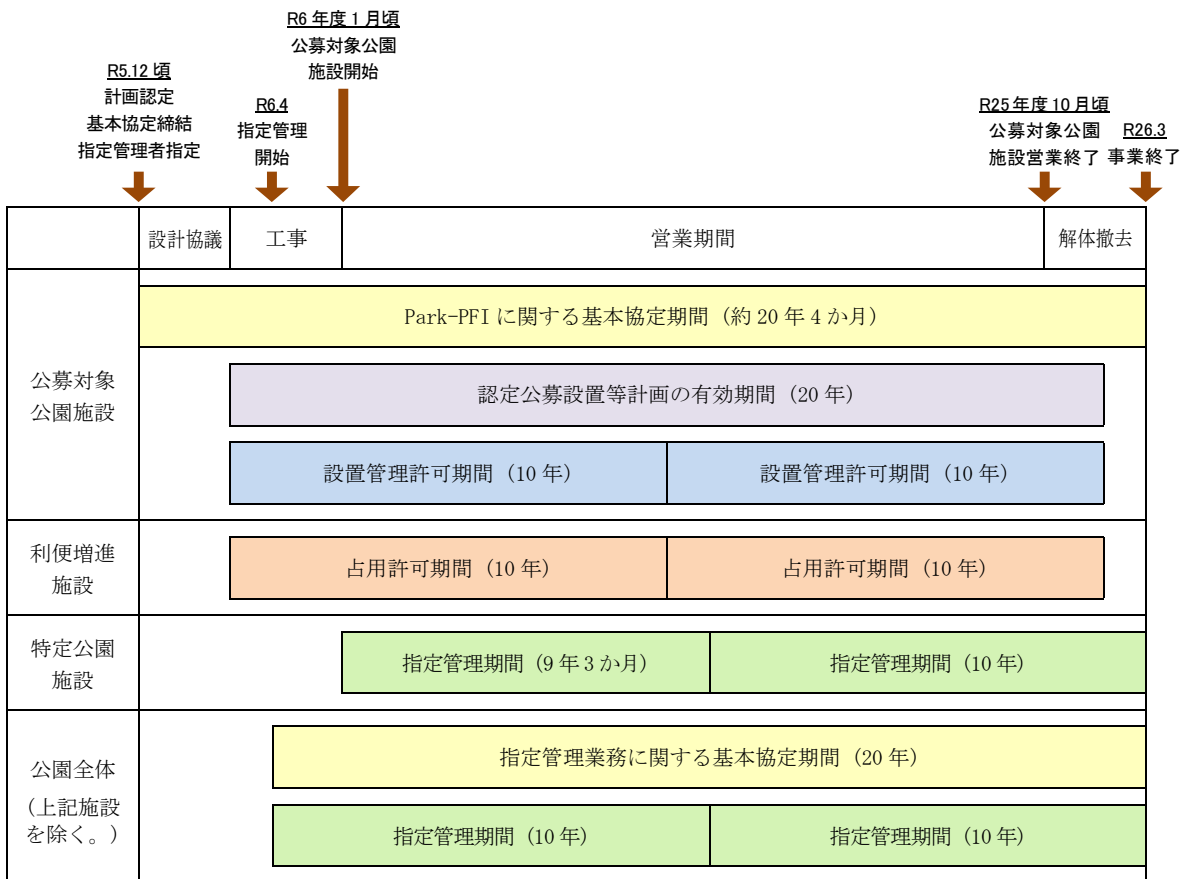 R5.12頃
計画認定
基本協定締結
指定管理者指定
R6.4
指定管理
開始
R6年度1月頃
公募対象公園
施設開始
R25年度10月頃
公募対象公園
施設営業終了
R26.3
事業終了
設計協議
工事
営業期間
解体撤去
公募対象
公園施設
Park-PFIに関する基本協定期間（約20年4か月）
認定公募設置等計画の有効期間（20年）
設置管理許可期間（10年）
設置管理許可期間（10年）
利便増進
施設
占用許可期間（10年）
占用許可期間（10年）
特定公園
施設
指定管理期間（9年3か月）
指定管理期間（10年）
公園全体
（上記施設
を除く。）
指定管理業務に関する基本協定期間（20年）
指定管理期間（10年）
指定管理期間（10年）